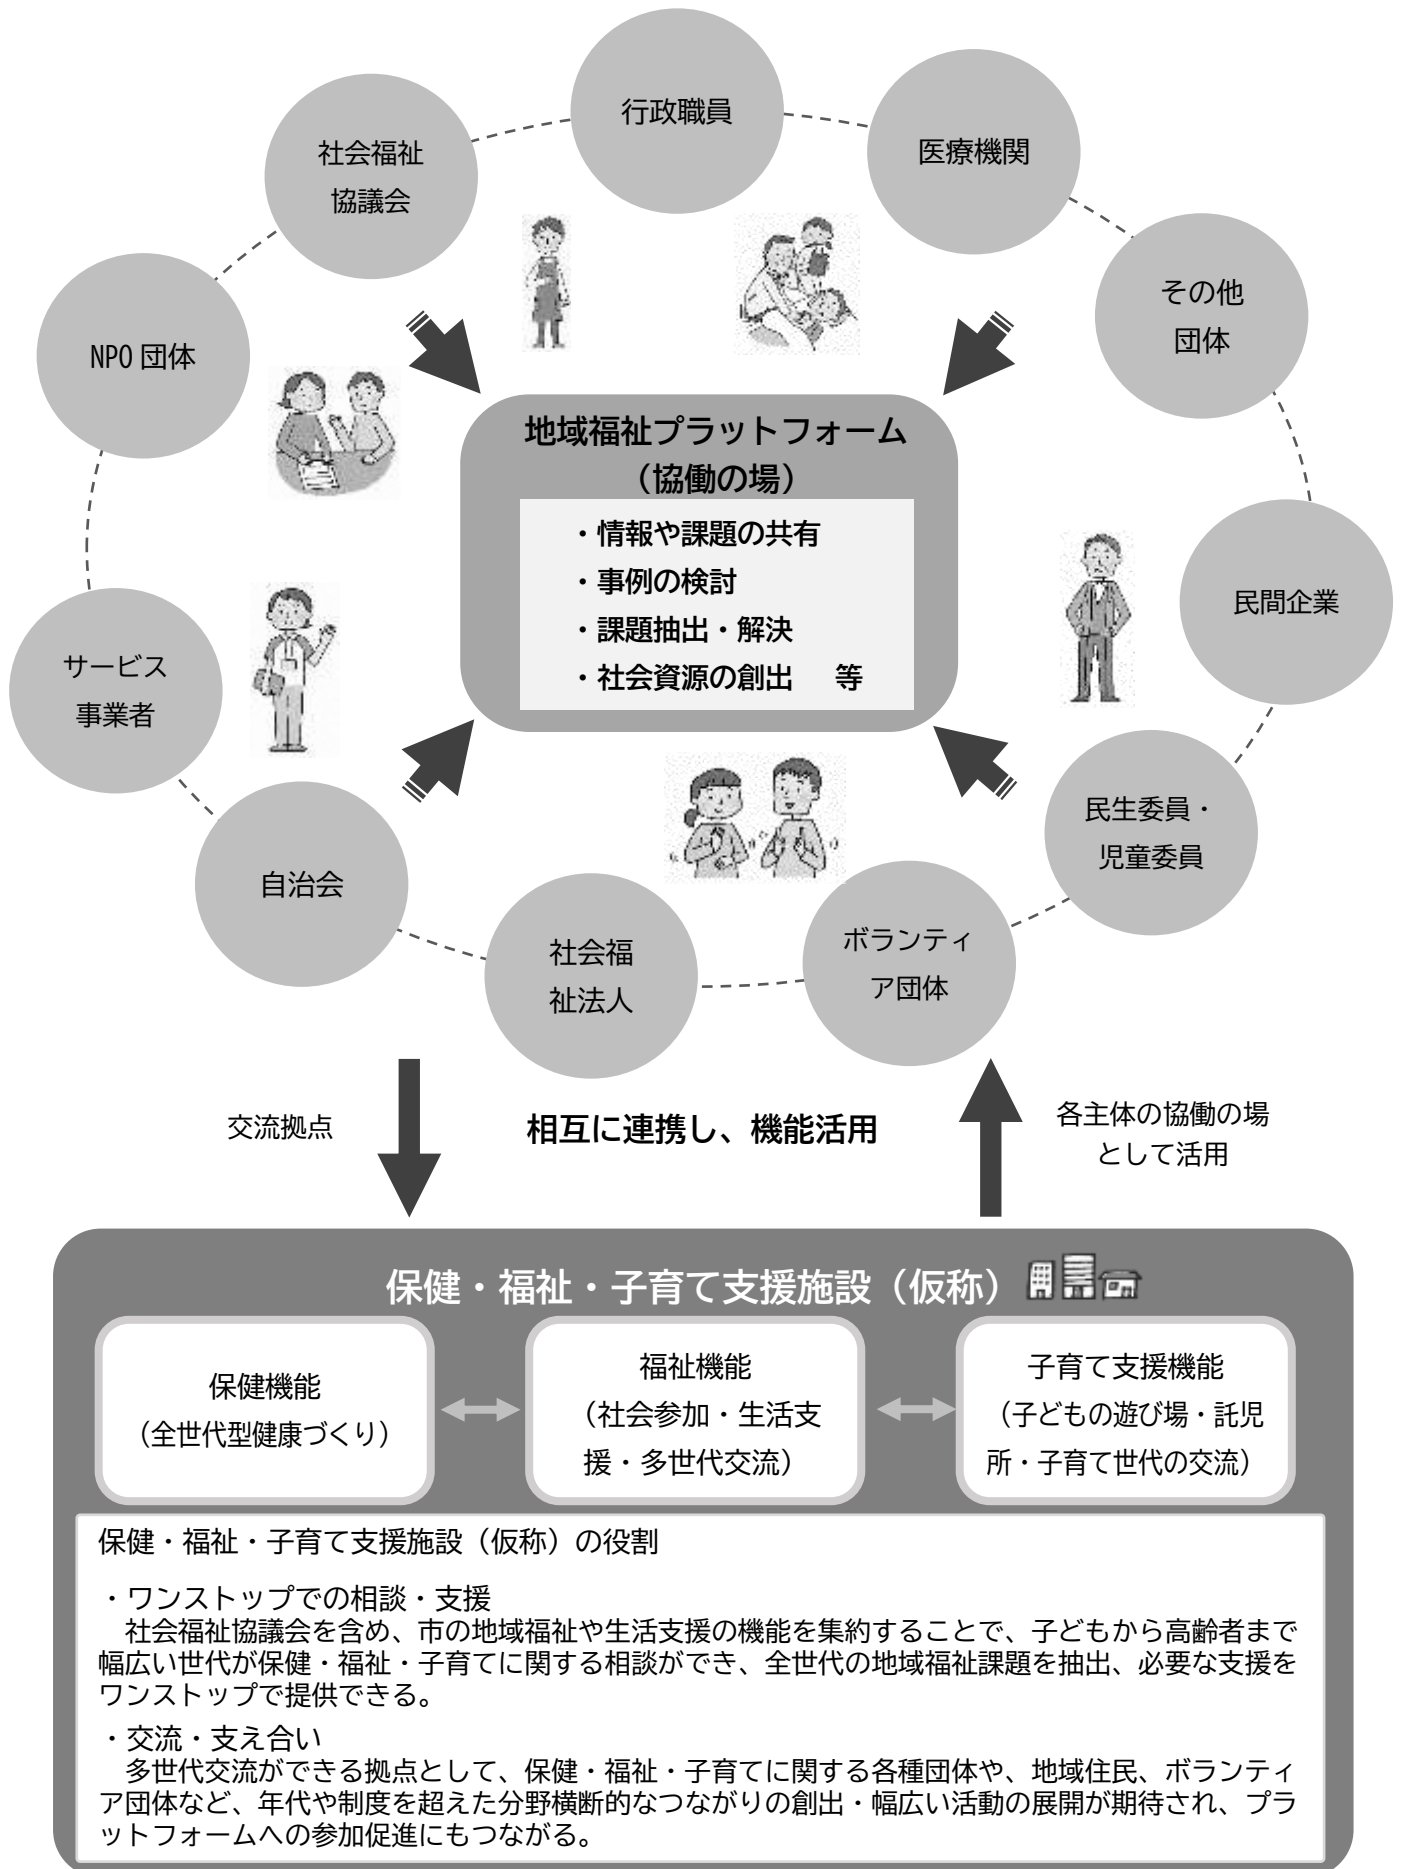 行政職員
社会福祉
協議会
医療機関
その他
団体
NPO 団体
地域福祉プラットフォーム
（協働の場）
・情報や課題の共有
・事例の検討
・課題抽出・解決
・社会資源の創出　等
民間企業
サービス
事業者
民生委員・
児童委員
自治会
社会福
祉法人
ボランティ
ア団体
交流拠点
相互に連携し、機能活用
各主体の協働の場
として活用
保健・福祉・子育て支援施設（仮称）
保健機能
（全世代型健康づくり）
福祉機能
（社会参加・生活支
援・多世代交流）
子育て支援機能
（子どもの遊び場・託児
所・子育て世代の交流）
保健・福祉・子育て支援施設（仮称）の役割
・ワンストップでの相談・支援
社会福祉協議会を含め、市の地域福祉や生活支援の機能を集約することで、子どもから高齢者まで
幅広い世代が保健・福祉・子育てに関する相談ができ、全世代の地域福祉課題を抽出、必要な支援を
ワンストップで提供できる。
・交流・支え合い
多世代交流ができる拠点として、保健・福祉・子育てに関する各種団体や、地域住民、ボランティ
ア団体など、年代や制度を超えた分野横断的なつながりの創出・幅広い活動の展開が期待され、プラ
ットフォームへの参加促進にもつながる。